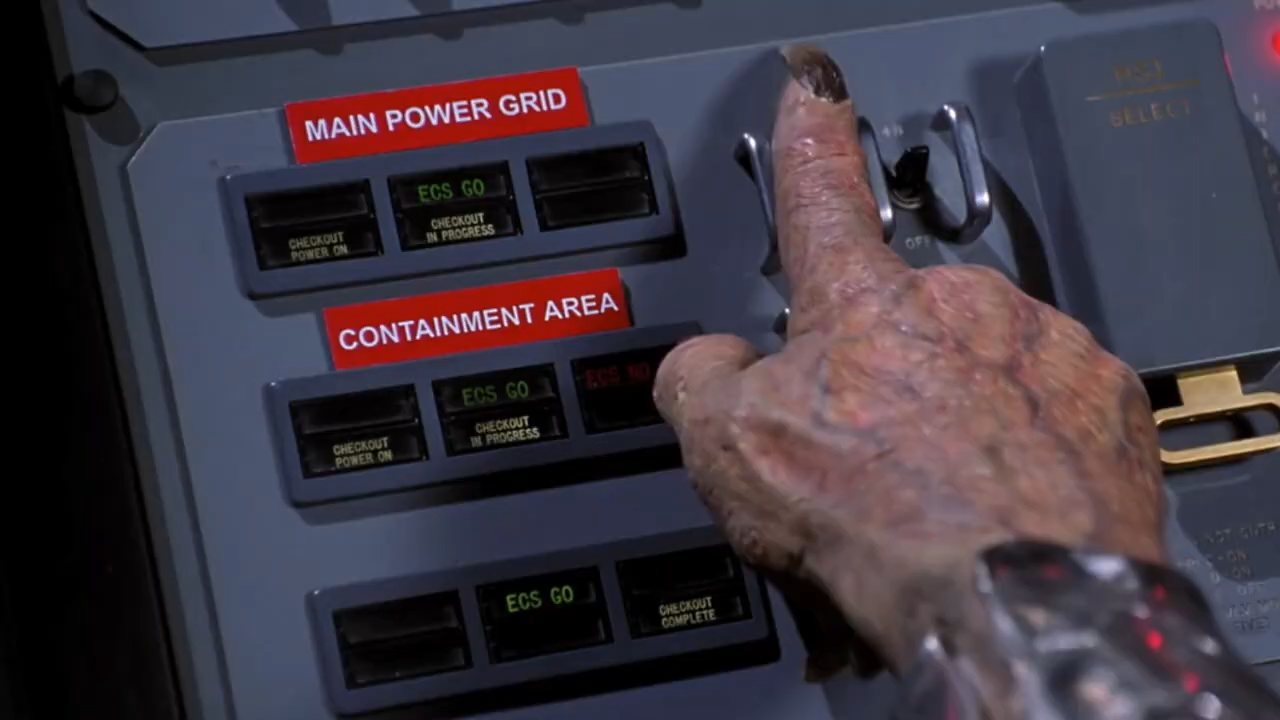 MAIN POWER GRID
ECS GO
CHECKOUT
POWER ON
CHECKOUT
IN PROGRESS
CONTAINMENT AREA
ECS GO
ECS NO
CHECKOUT
POWER ON
CHECKOUT
IN PROGRESS
ECS GO
CHECKOUT
COMPLETE
OFF
SELECT